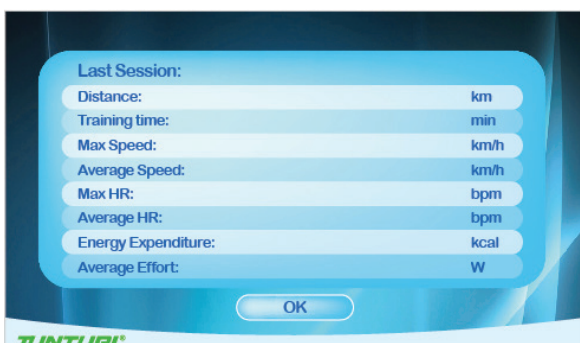 Last Session:
Distance: km
Training time: min
Max Speed: km/h
Average Speed: km/h
Max HR: bpm
Average HR: bpm
Energy Expenditure: kcal
Average Effort: W
OK
TUNTURI®